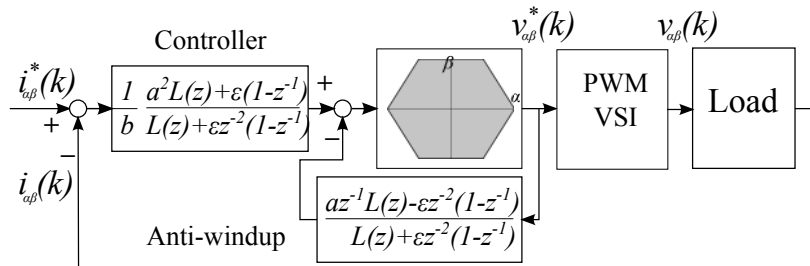 Controller
i*αβ(k)
+
−
iαβ(k)
1/b (a²L(z)+ε(1-z⁻¹))/(L(z)+εz⁻²(1-z⁻¹))
+
−
β
α
v*αβ(k)
PWM
VSI
vαβ(k)
Load
Anti-windup
(az⁻¹L(z)-εz⁻²(1-z⁻¹))/(L(z)+εz⁻²(1-z⁻¹))